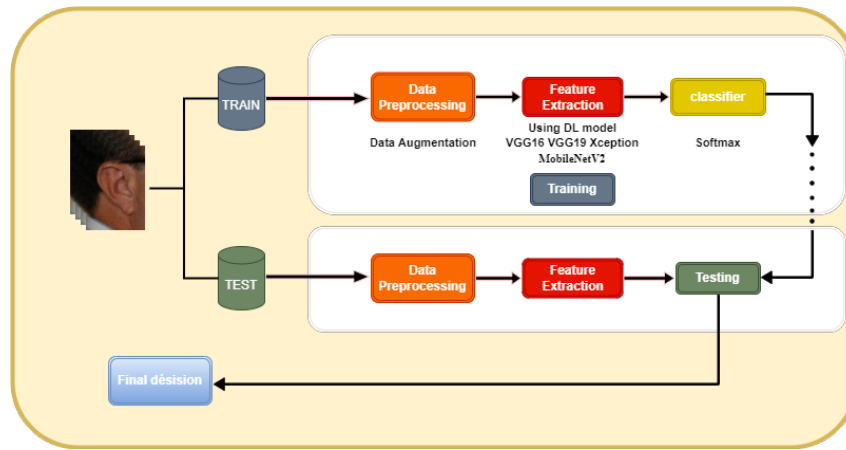 TRAIN
Data
Preprocessing
Feature
Extraction
classifier
Data Augmentation
Using DL model
VGG16 VGG19 Xception
MobileNetV2
Softmax
Training
TEST
Data
Preprocessing
Feature
Extraction
Testing
Final dèsision